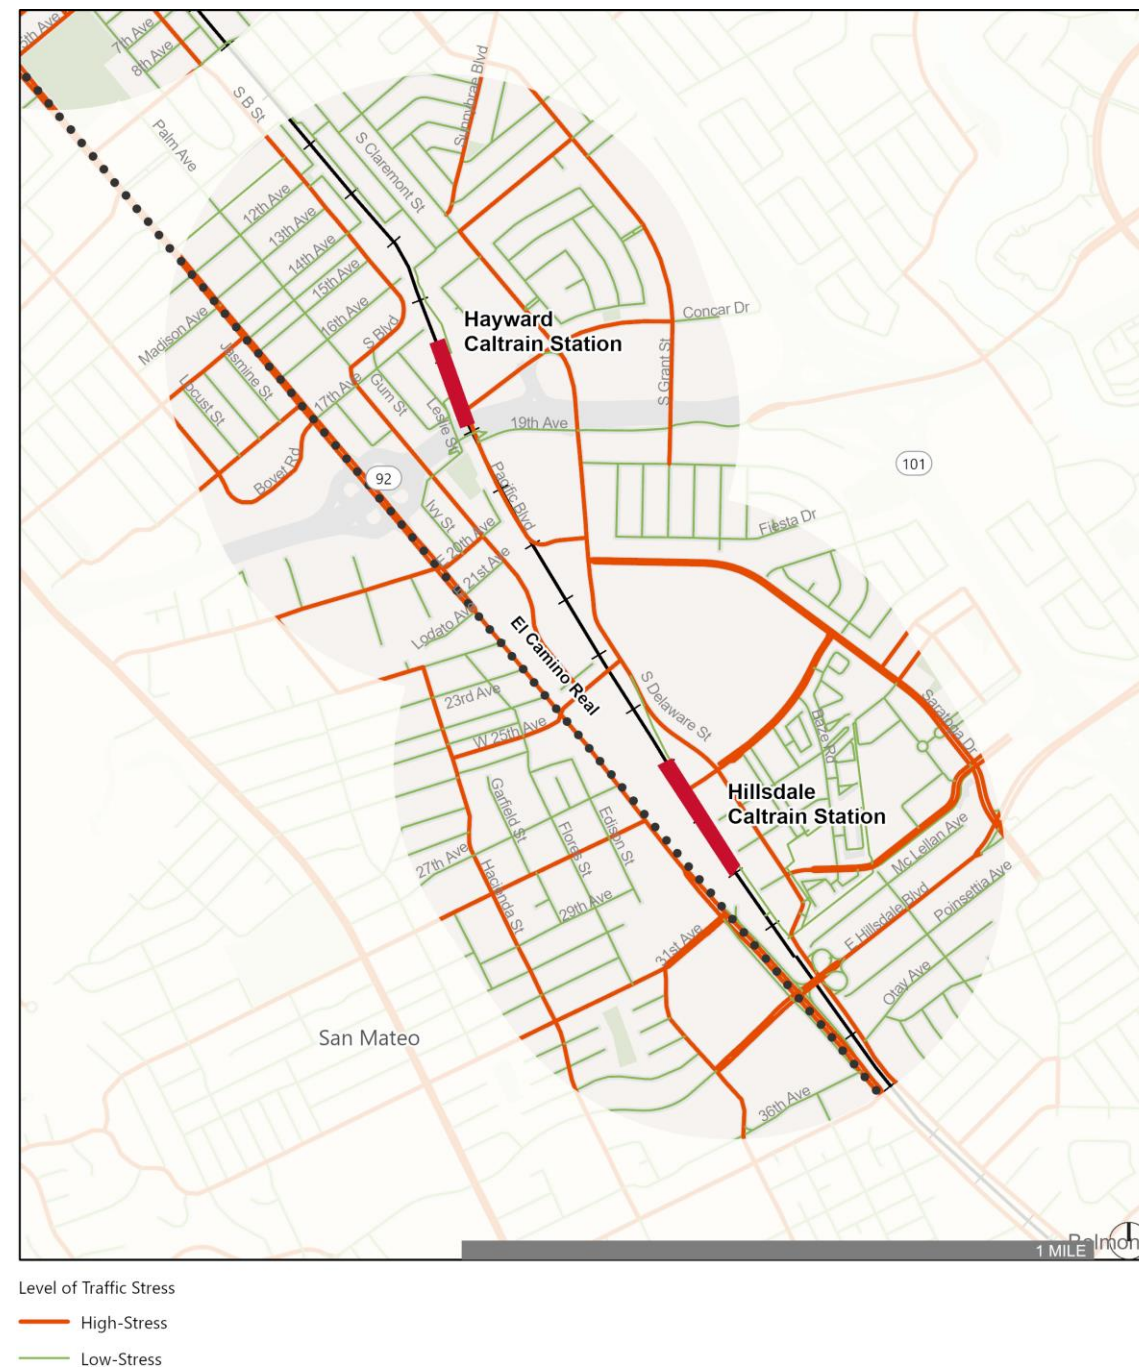 5th Ave
7th Ave
8th Ave
S B St
Palm Ave
Sunnybrae Blvd
S Claremont St
12th Ave
13th Ave
14th Ave
15th Ave
16th Ave
Madison Ave
S Blvd
Jasmine St
Locust St
17th Ave
Gum St
Leslie St
Hayward
Caltrain Station
Concar Dr
S Grant St
19th Ave
Bovet Rd
92
101
Pacific Blvd
Ivy St
E 20th Ave
21st Ave
Fiesta Dr
Lodato Ave
El Camino Real
23rd Ave
W 25th Ave
S Delaware St
Baze Rd
Saratoga Dr
Hillsdale
Caltrain Station
Garfield St
Edison St
Flores St
27th Ave
Hacienda St
29th Ave
31st Ave
McLellan Ave
E Hillsdale Blvd
Poinsettia Ave
Otay Ave
San Mateo
36th Ave
1 MILE
Level of Traffic Stress
High-Stress
Low-Stress